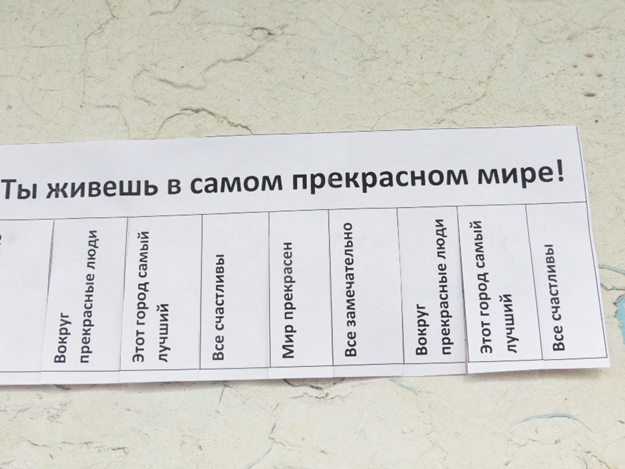 Ты живешь в самом прекрасном мире!
Вокруг
прекрасные люди
Этот город самый
лучший
Все счастливы
Мир прекрасен
Все замечательно
Вокруг
прекрасные люди
Этот город самый
лучший
Все счастливы